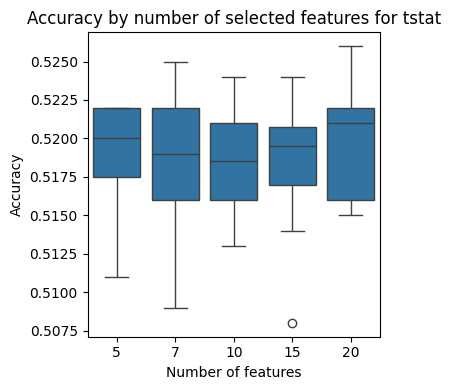 Accuracy by number of selected features for tstat
0.5250
0.5225
0.5200
0.5175
0.5150
0.5125
0.5100
0.5075
Accuracy
5 7 10 15 20
Number of features